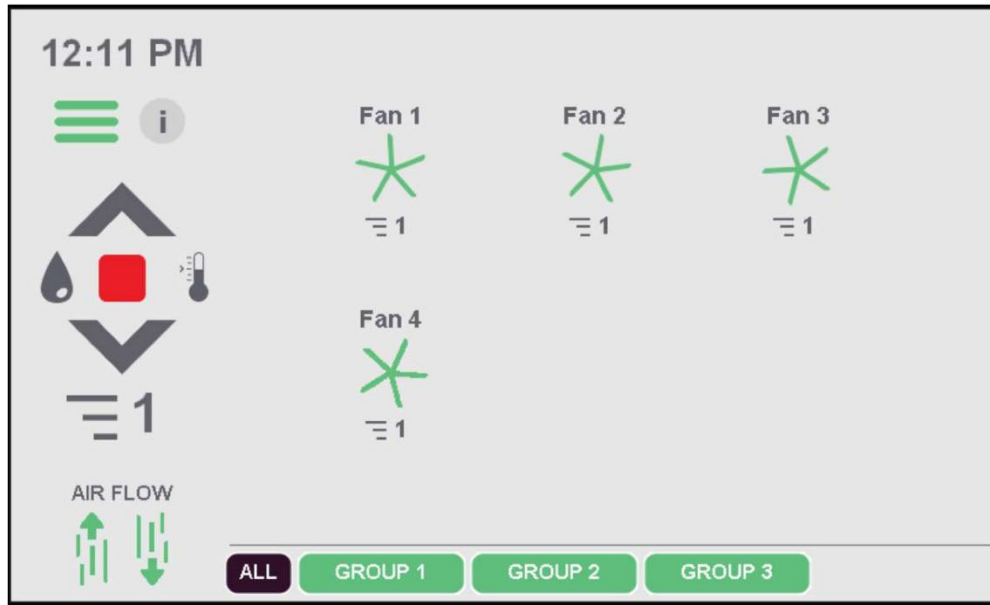 12:11 PM
i
Fan 1
Fan 2
Fan 3
1
1
1
Fan 4
1
1
AIR FLOW
ALL
GROUP 1
GROUP 2
GROUP 3